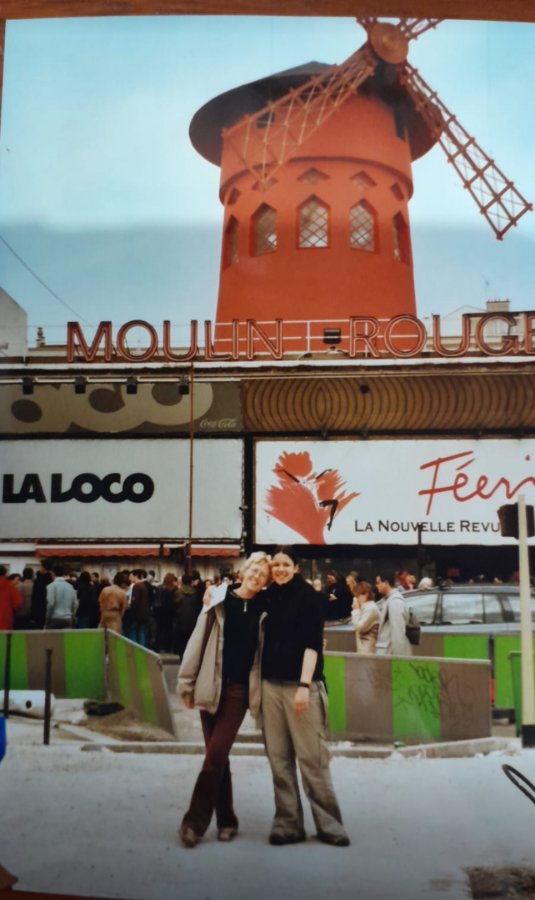 MOULIN ROUGE
Coca-Cola
LA LOCO
Féeri
LA NOUVELLE REVU